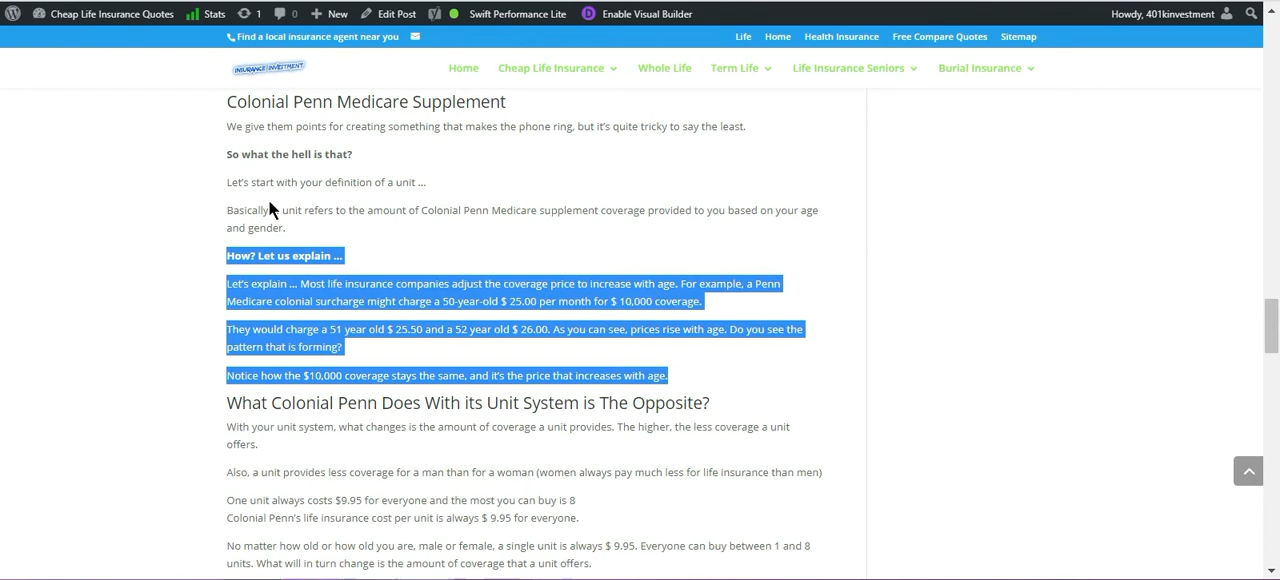 Cheap Life Insurance Quotes Stats 1 0 New Edit Post Swift Performance Lite D Enable Visual Builder Howdy, 401kinvestment
Find a local insurance agent near you Life Home Health Insurance Free Compare Quotes Sitemap
INSURANCE INVESTMENT Home Cheap Life Insurance Whole Life Term Life Life Insurance Seniors Burial Insurance
Colonial Penn Medicare Supplement
We give them points for creating something that makes the phone ring, but it's quite tricky to say the least.
So what the hell is that?
Let's start with your definition of a unit ...
Basically unit refers to the amount of Colonial Penn Medicare supplement coverage provided to you based on your age
and gender.
How? Let us explain ...
Let's explain ... Most life insurance companies adjust the coverage price to increase with age. For example, a Penn
Medicare colonial surcharge might charge a 50-year-old $ 25.00 per month for $ 10,000 coverage.
They would charge a 51 year old $ 25.50 and a 52 year old $ 26.00. As you can see, prices rise with age. Do you see the
pattern that is forming?
Notice how the $10,000 coverage stays the same, and it's the price that increases with age.
What Colonial Penn Does With its Unit System is The Opposite?
With your unit system, what changes is the amount of coverage a unit provides. The higher, the less coverage a unit
offers.
Also, a unit provides less coverage for a man than for a woman (women always pay much less for life insurance than men)
One unit always costs $9.95 for everyone and the most you can buy is 8
Colonial Penn's life insurance cost per unit is always $ 9.95 for everyone.
No matter how old or how old you are, male or female, a single unit is always $ 9.95. Everyone can buy between 1 and 8
units. What will in turn change is the amount of coverage that a unit offers.